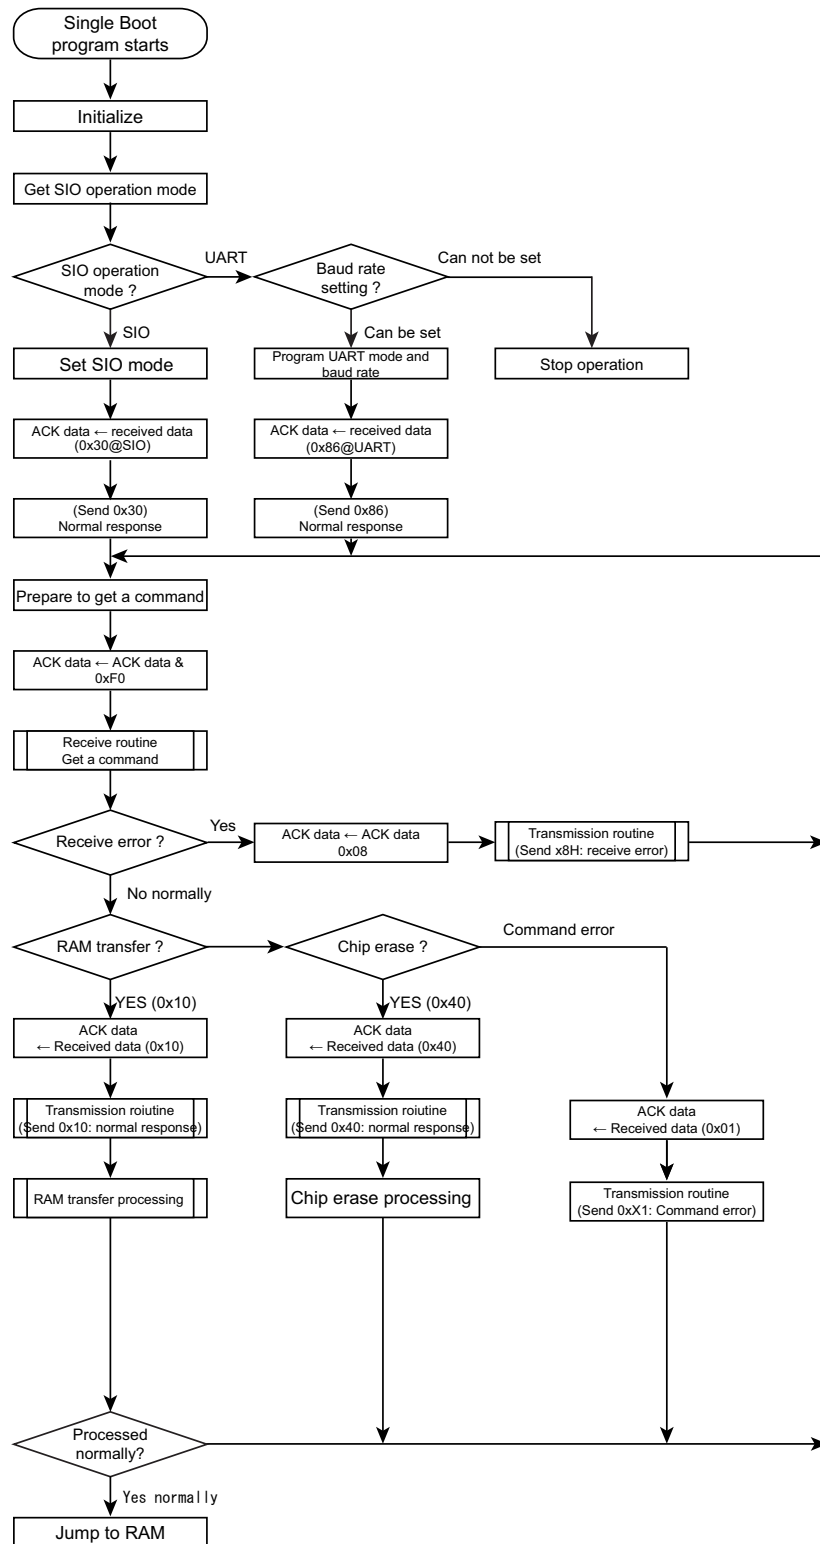 Single Boot
program starts
Initialize
Get SIO operation mode
SIO operation
mode ?
UART
Baud rate
setting ?
Can not be set
SIO
Can be set
Set SIO mode
Program UART mode and
baud rate
Stop operation
ACK data ← received data
(0x30@SIO)
ACK data ← received data
(0x86@UART)
(Send 0x30)
Normal response
(Send 0x86)
Normal response
Prepare to get a command
ACK data ← ACK data &
0xF0
Receive routine
Get a command
Receive error ?
Yes
ACK data ← ACK data
0x08
Transmission routine
(Send x8H: receive error)
No normally
RAM transfer ?
Chip erase ?
Command error
YES (0x10)
YES (0x40)
ACK data
← Received data (0x10)
ACK data
← Received data (0x40)
Transmission roiutine
(Send 0x10: normal response)
Transmission roiutine
(Send 0x40: normal response)
ACK data
← Received data (0x01)
RAM transfer processing
Chip erase processing
Transmission routine
(Send 0xX1: Command error)
Processed
normally?
Yes normally
Jump to RAM